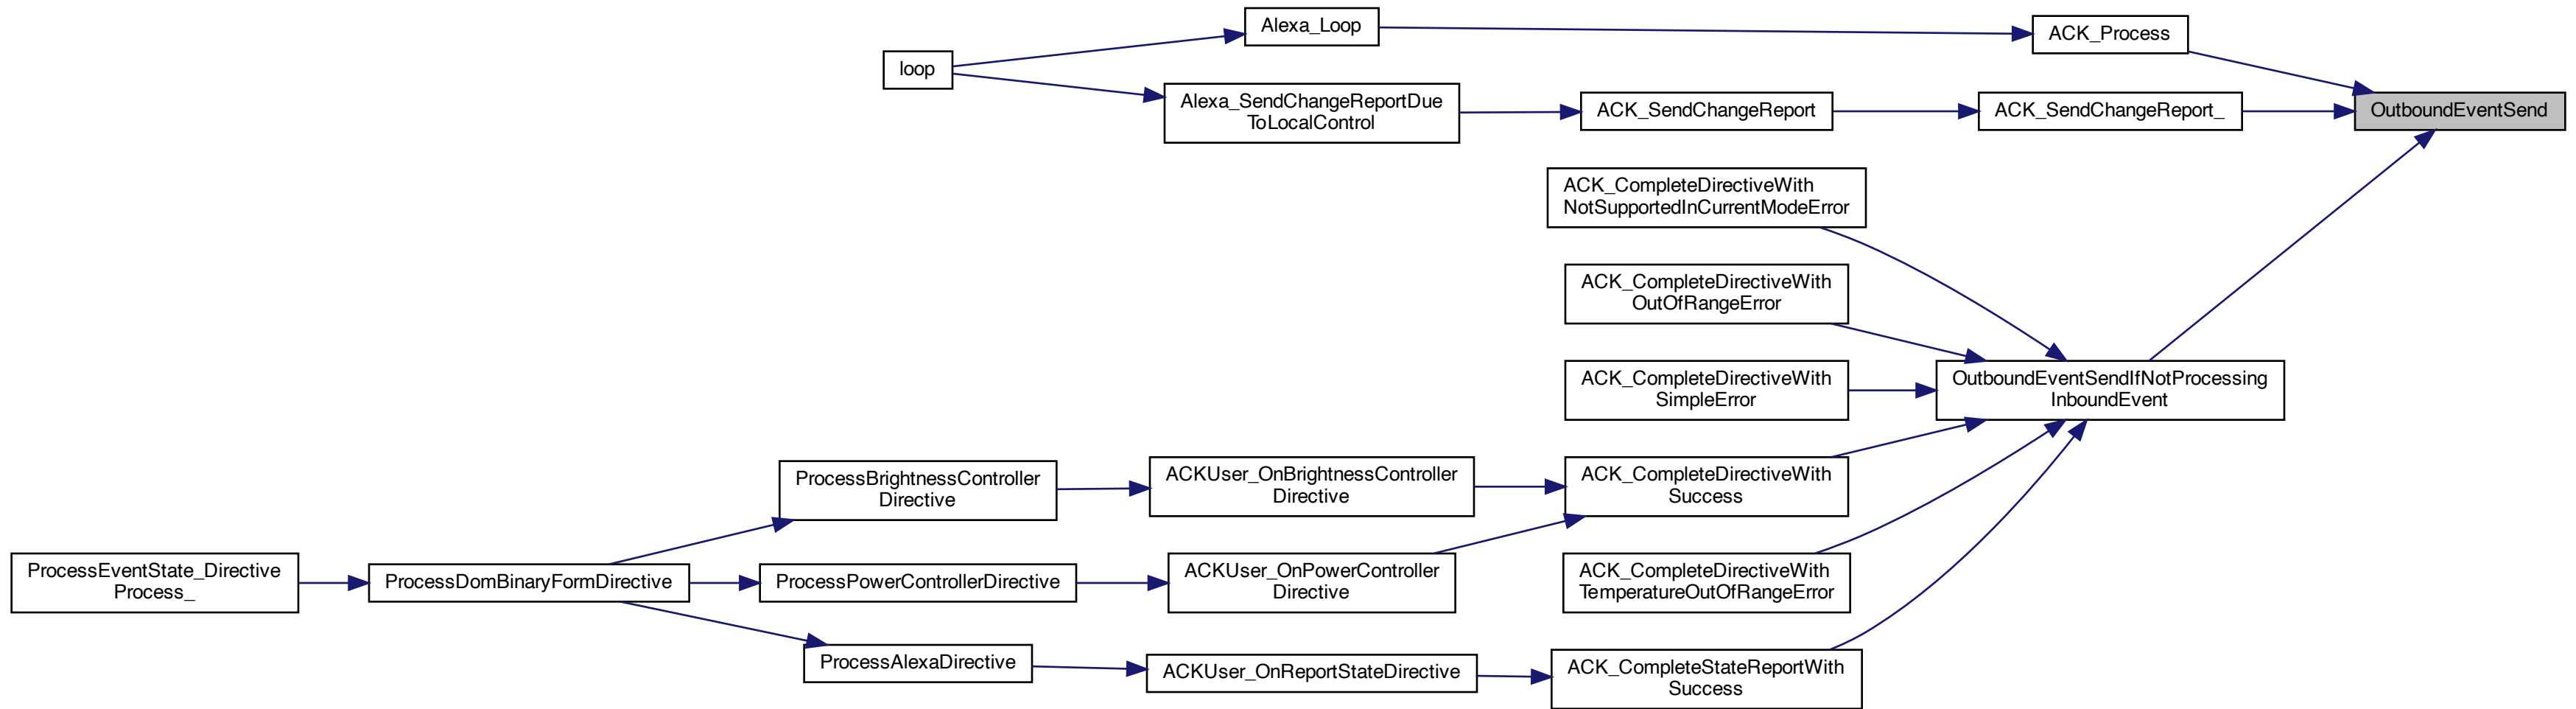 Alexa_Loop
ACK_Process
loop
Alexa_SendChangeReportDue
ToLocalControl
ACK_SendChangeReport
ACK_SendChangeReport_
OutboundEventSend
ACK_CompleteDirectiveWith
NotSupportedInCurrentModeError
ACK_CompleteDirectiveWith
OutOfRangeError
ACK_CompleteDirectiveWith
SimpleError
OutboundEventSendIfNotProcessing
InboundEvent
ProcessBrightnessController
Directive
ACKUser_OnBrightnessController
Directive
ACK_CompleteDirectiveWith
Success
ProcessEventState_Directive
Process_
ProcessDomBinaryFormDirective
ProcessPowerControllerDirective
ACKUser_OnPowerController
Directive
ACK_CompleteDirectiveWith
TemperatureOutOfRangeError
ProcessAlexaDirective
ACKUser_OnReportStateDirective
ACK_CompleteStateReportWith
Success